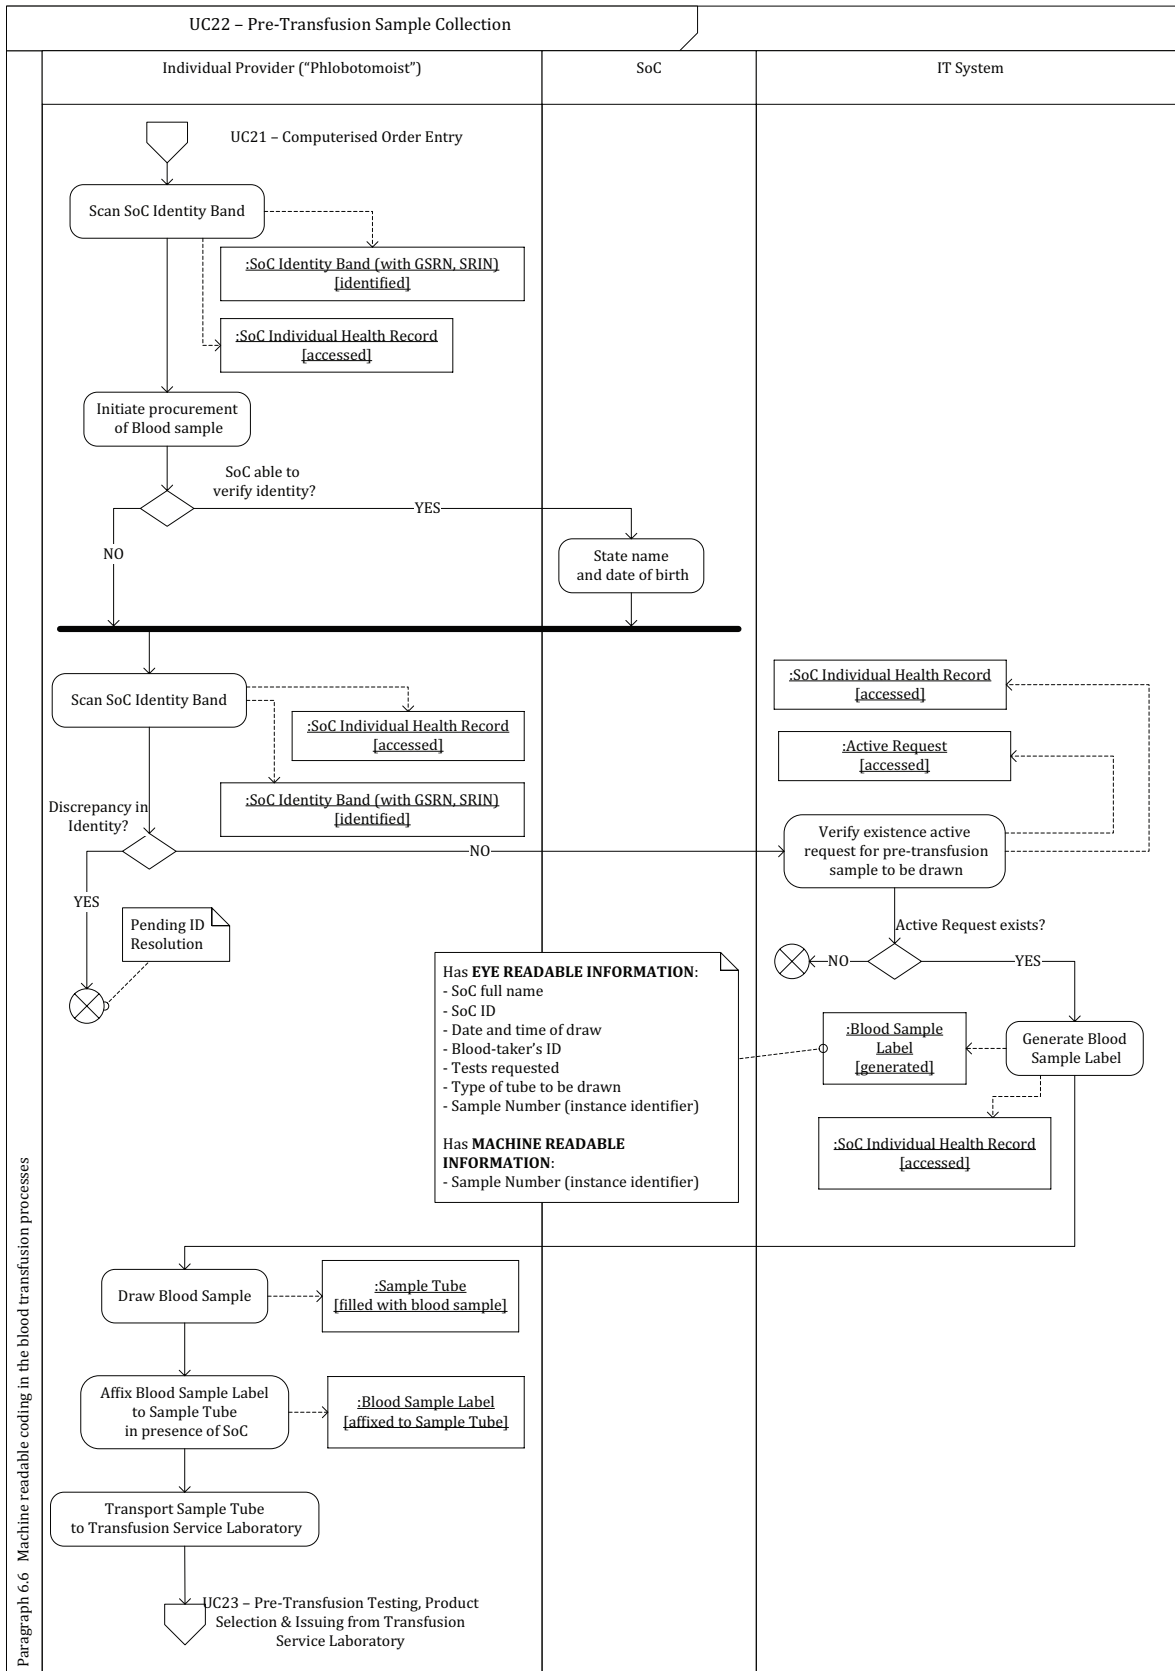 UC22 – Pre-Transfusion Sample Collection
Individual Provider (“Phlobotomoist”)
SoC
IT System
UC21 – Computerised Order Entry
Scan SoC Identity Band
:SoC Identity Band (with GSRN, SRIN)
[identified]
:SoC Individual Health Record
[accessed]
Initiate procurement
of Blood sample
SoC able to
verify identity?
YES
NO
State name
and date of birth
Scan SoC Identity Band
:SoC Individual Health Record
[accessed]
:SoC Individual Health Record
[accessed]
:Active Request
[accessed]
:SoC Identity Band (with GSRN, SRIN)
[identified]
Discrepancy in
Identity?
NO
Verify existence active
request for pre-transfusion
sample to be drawn
YES
Pending ID
Resolution
Active Request exists?
NO
YES
Has EYE READABLE INFORMATION:
- SoC full name
- SoC ID
- Date and time of draw
- Blood-taker's ID
- Tests requested
- Type of tube to be drawn
- Sample Number (instance identifier)
Has MACHINE READABLE
INFORMATION:
- Sample Number (instance identifier)
:Blood Sample
Label
[generated]
Generate Blood
Sample Label
:SoC Individual Health Record
[accessed]
Draw Blood Sample
:Sample Tube
[filled with blood sample]
Affix Blood Sample Label
to Sample Tube
in presence of SoC
:Blood Sample Label
[affixed to Sample Tube]
Transport Sample Tube
to Transfusion Service Laboratory
UC23 – Pre-Transfusion Testing, Product
Selection & Issuing from Transfusion
Service Laboratory
Paragraph 6.6 Machine readable coding in the blood transfusion processes